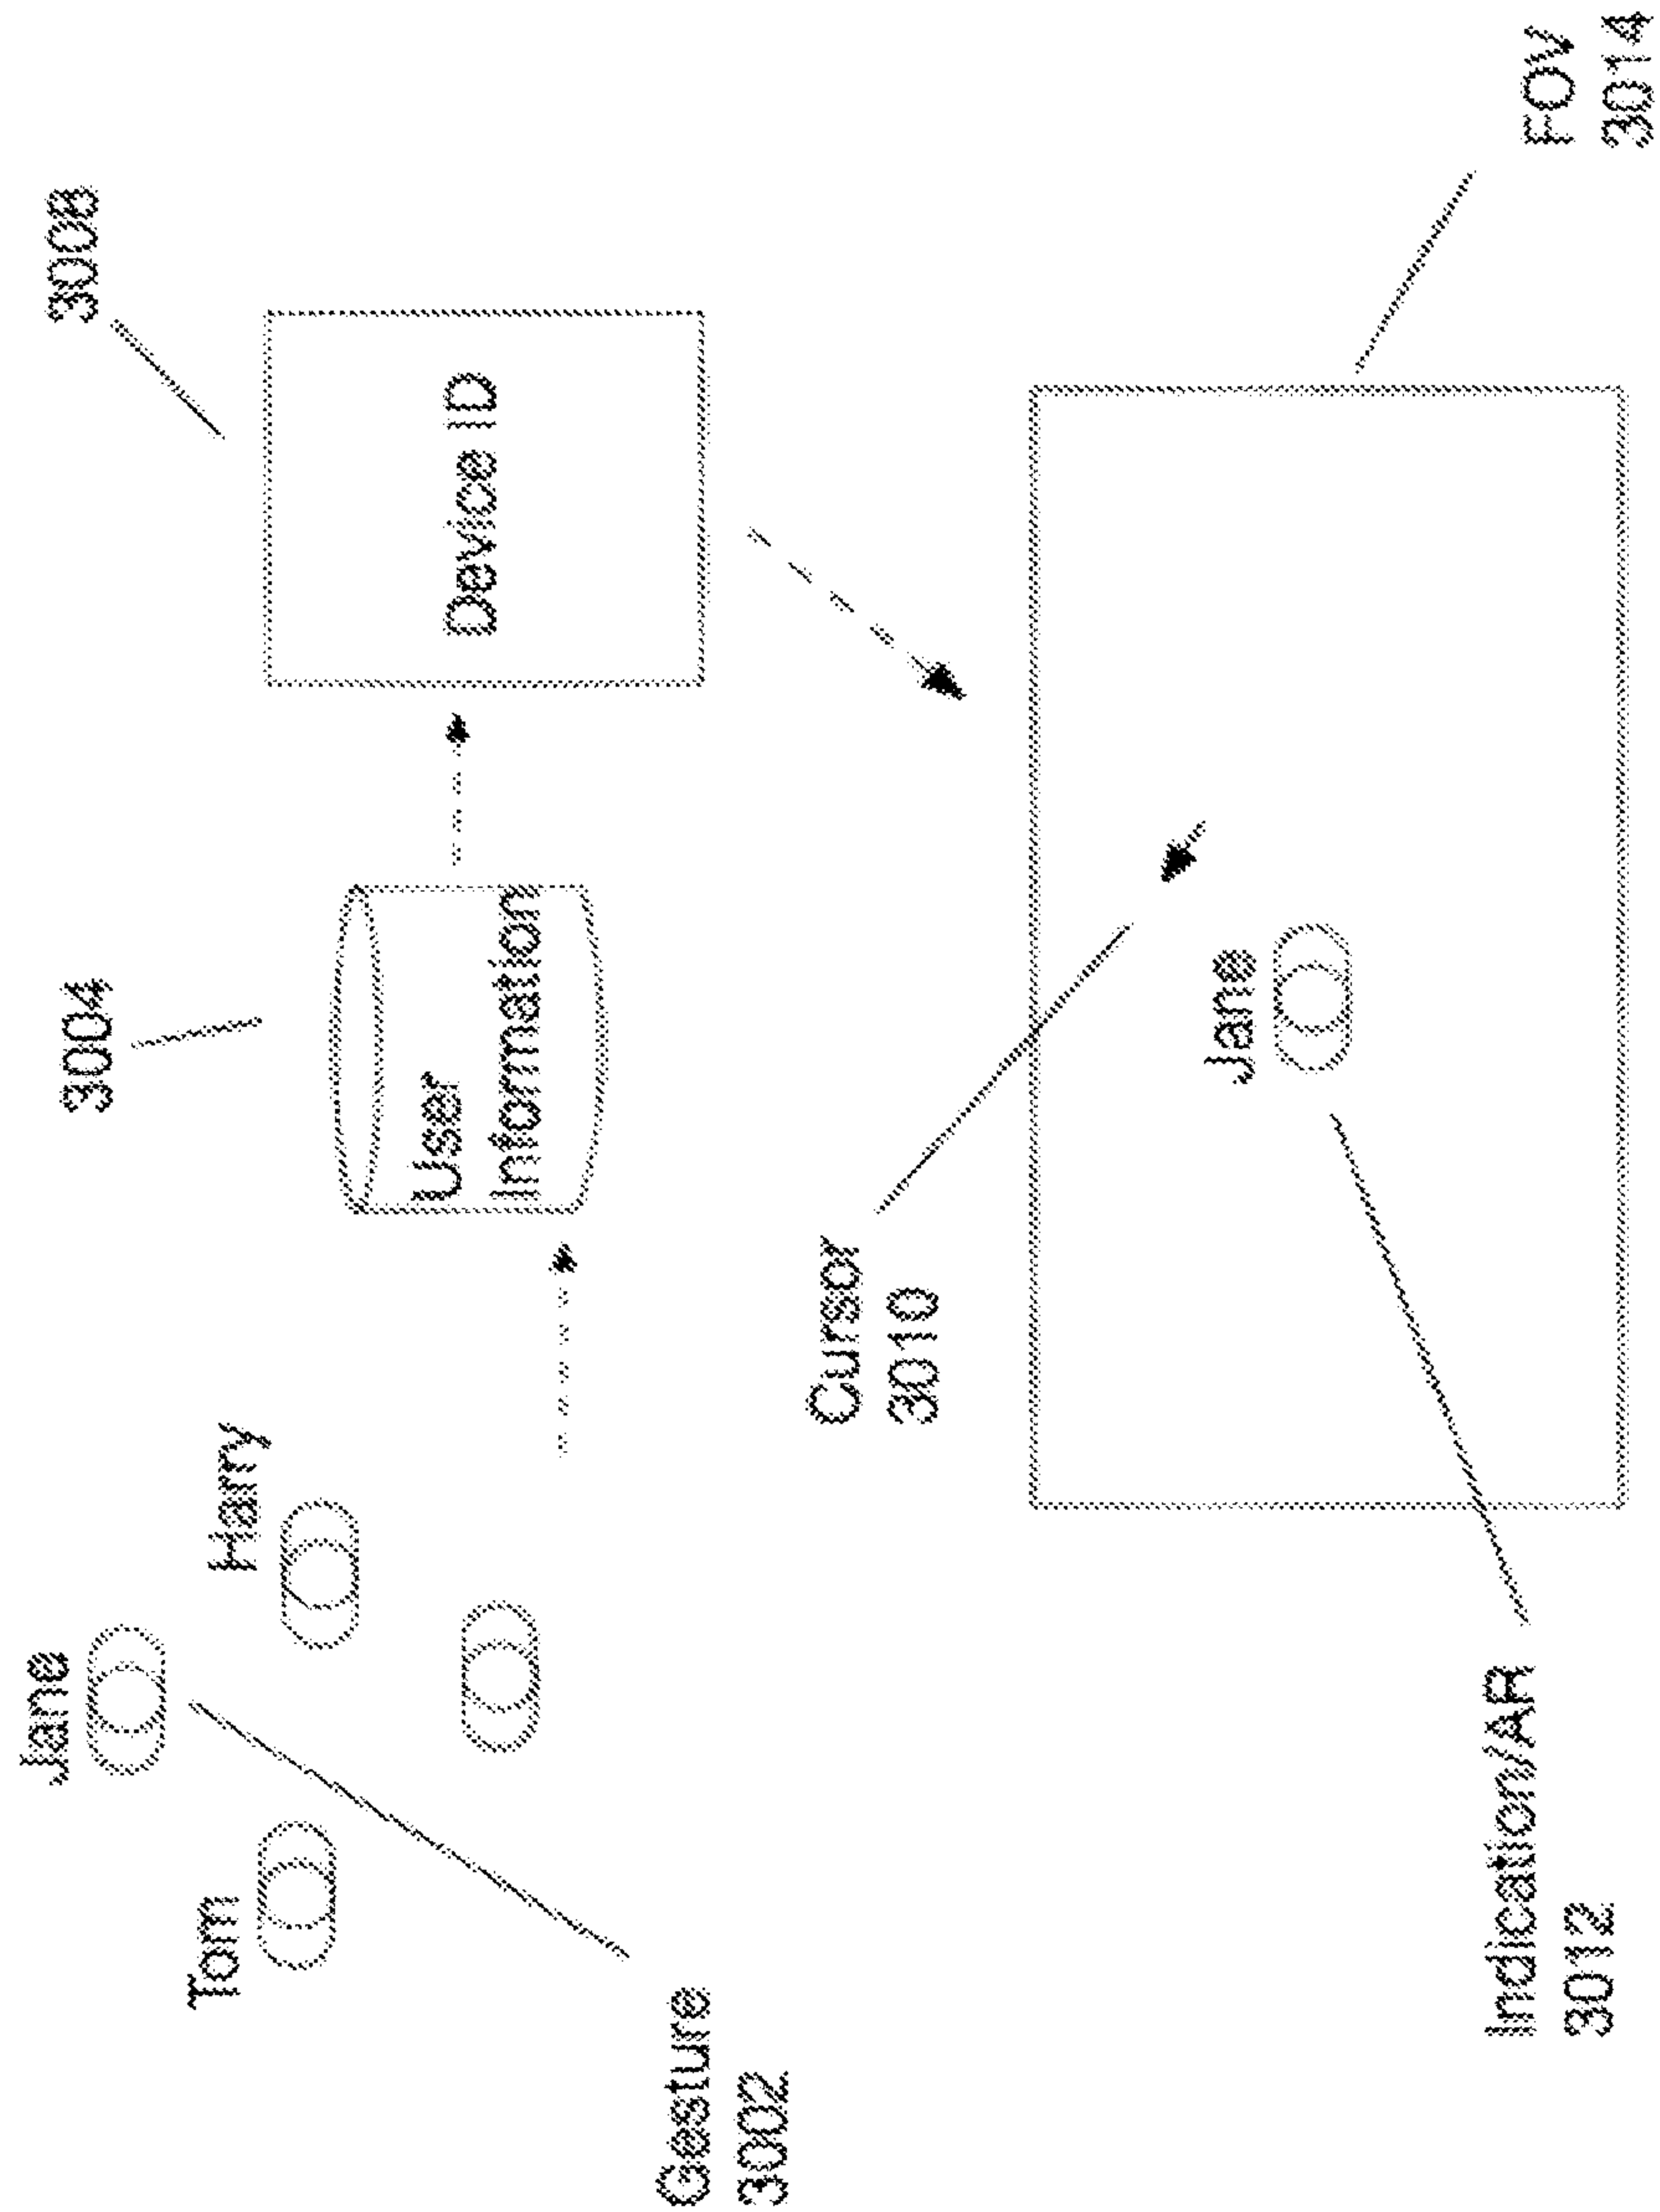 Jane
Tom
Harry
Gesture
3002
3004
User
Information
3008
Device ID
Cursor
3010
Jane
Indication/AR
3012
FOV
3014